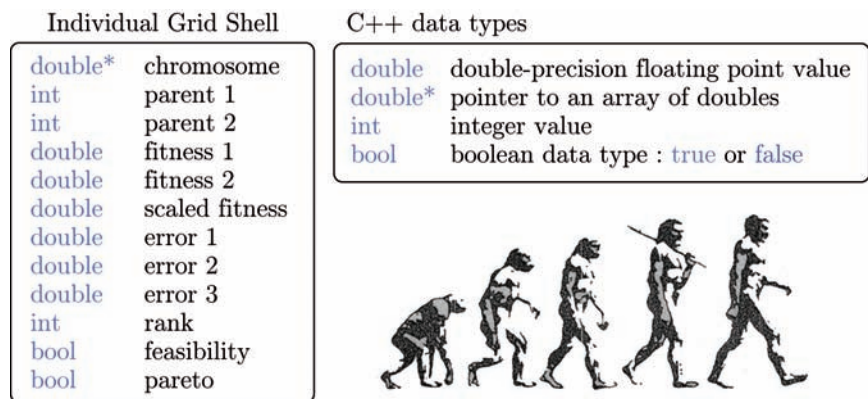 Individual Grid Shell
double* chromosome
int parent 1
int parent 2
double fitness 1
double fitness 2
double scaled fitness
double error 1
double error 2
double error 3
int rank
bool feasibility
bool pareto
C++ data types
double double-precision floating point value
double* pointer to an array of doubles
int integer value
bool boolean data type : true or false